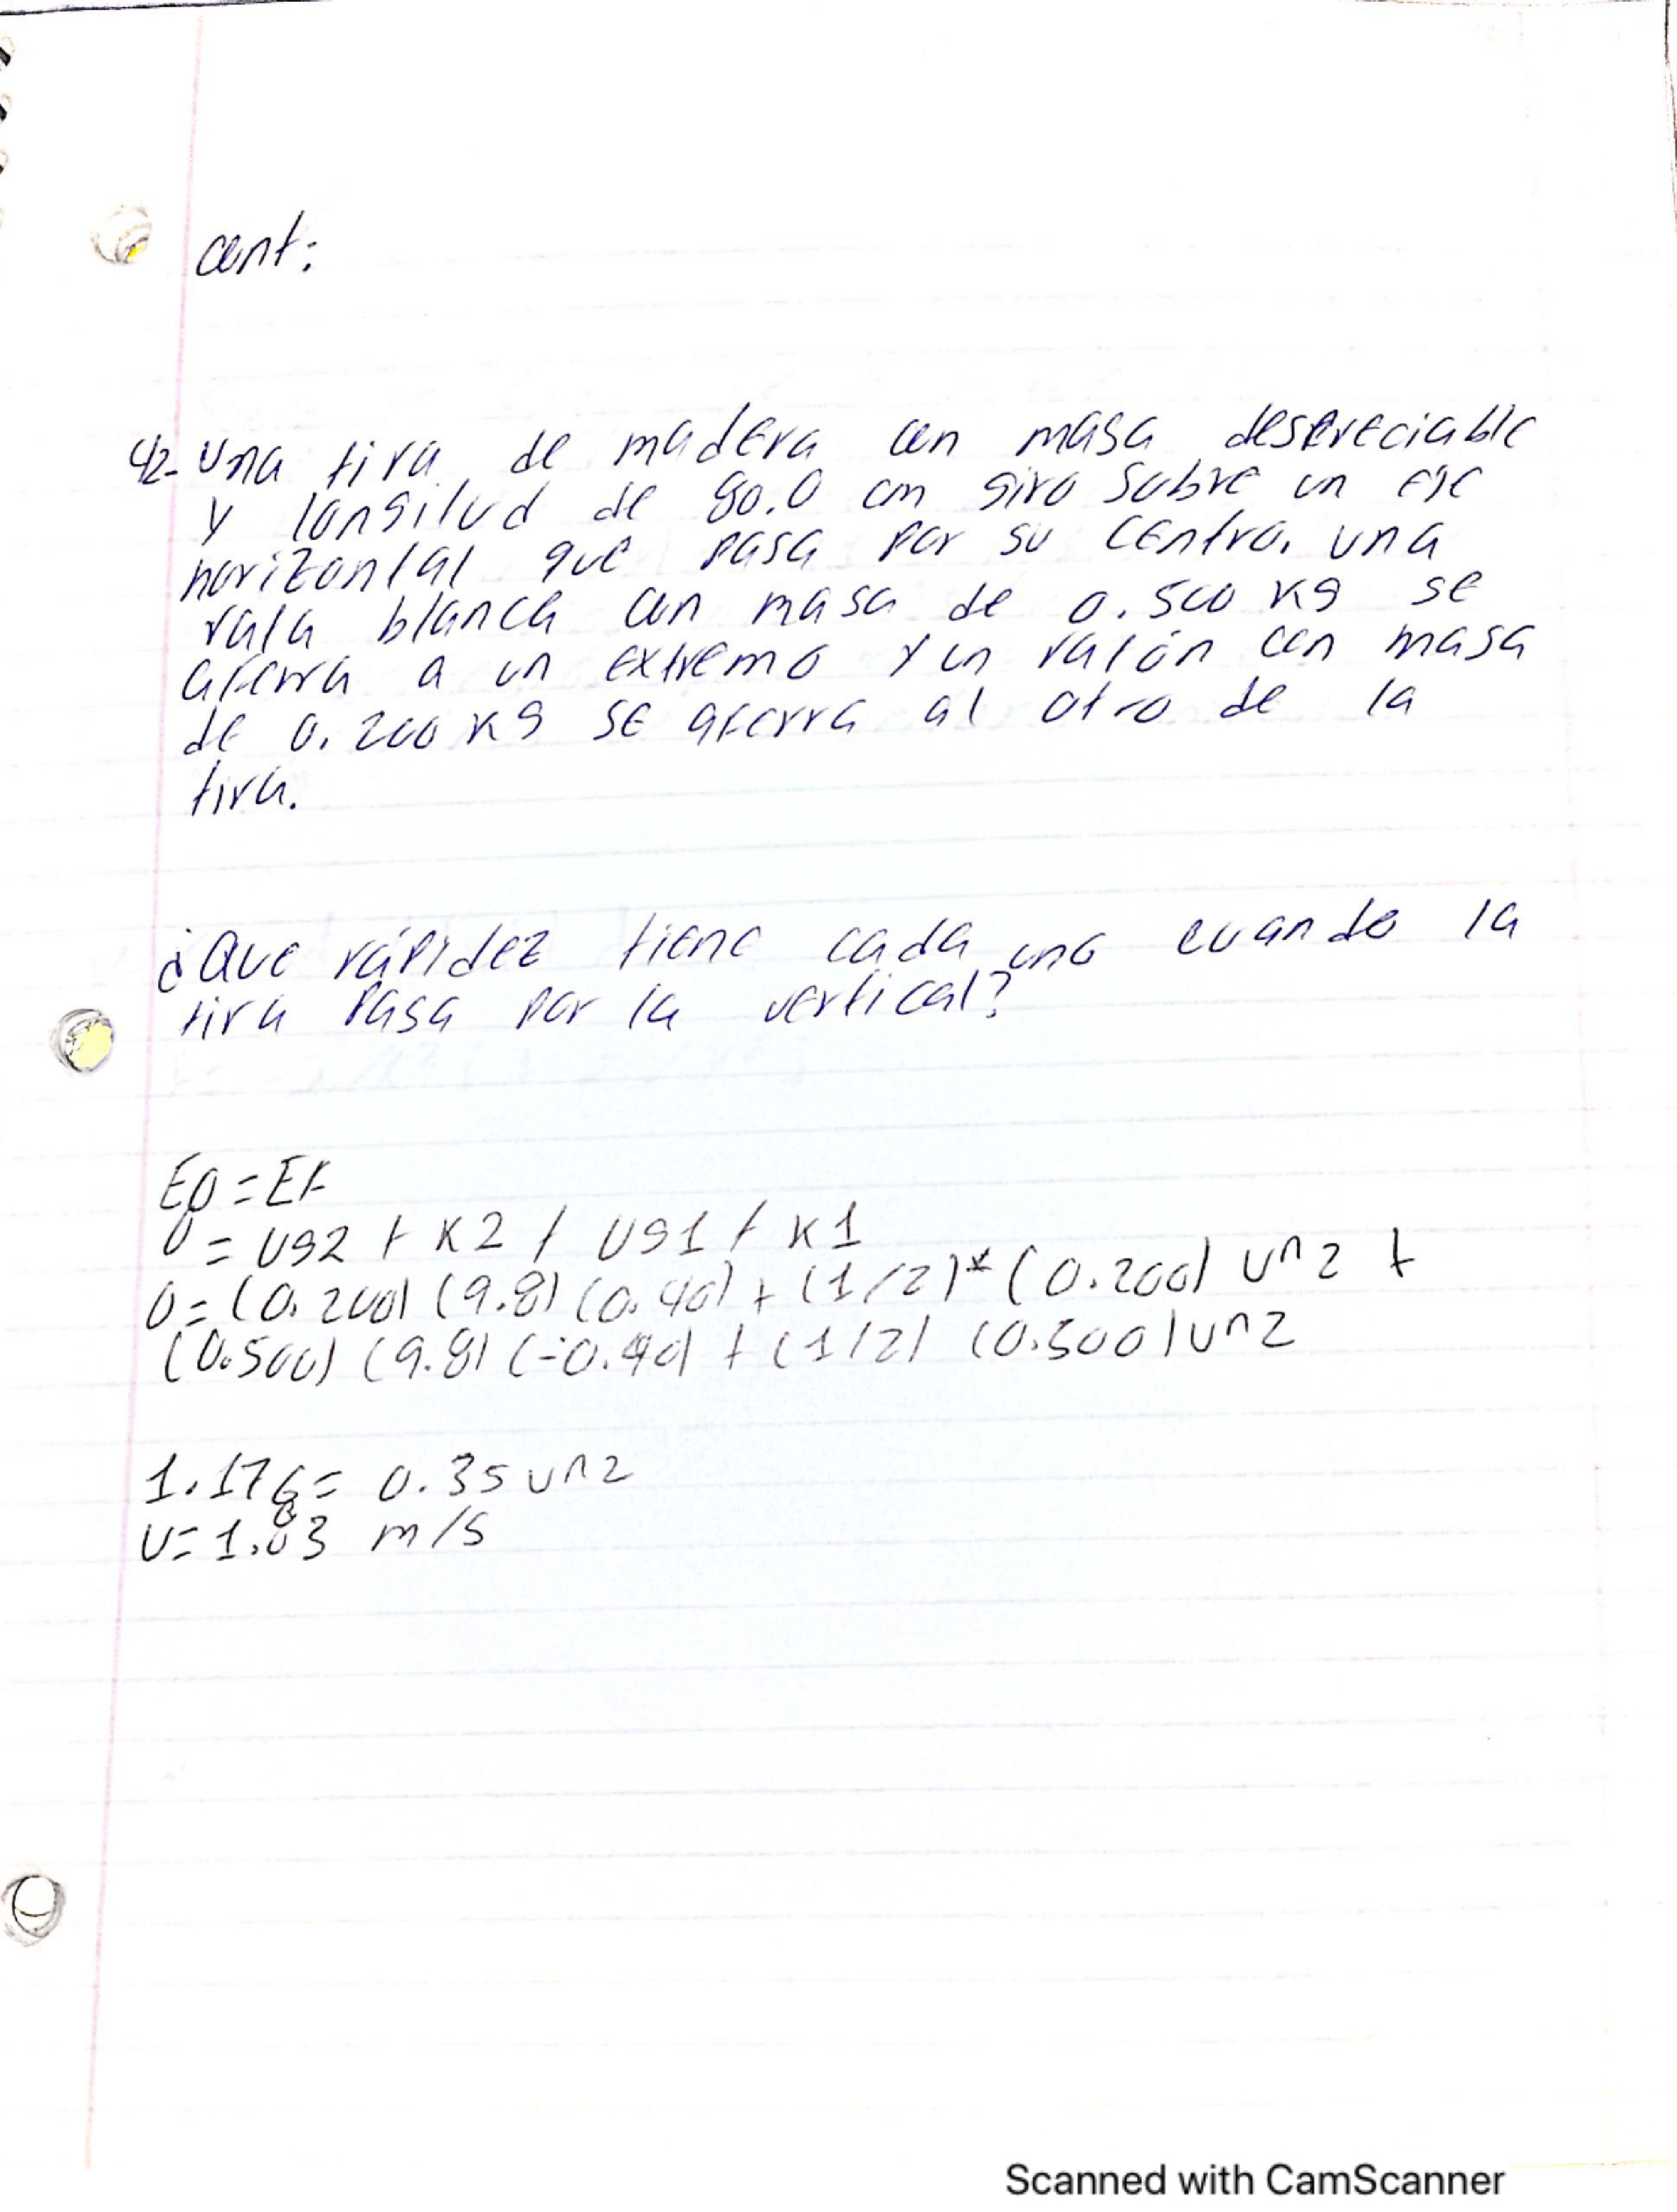 cont:
42- Una tira de madera con masa despreciable
y longitud de 80.0 cm gira sobre un eje
horizontal que pasa por su centro. una
rata blanca con masa de 0.500 kg se
aferra a un extremo y un ratón con masa
de 0.200 kg se aferra al otro de la
tira.
¿Que rápidez tiene cada uno cuando la
tira pasa por la vertical?
E0 = EF
0 = Ug2 + K2 + Ug1 + K1
0 = (0.200) (9.8) (0.40) + (1/2)* (0.200) v^2 +
(0.500) (9.8) (-0.40) + (1/2) (0.500) v^2
1.176 = 0.35 v^2
v = 1.83 m/s
Scanned with CamScanner